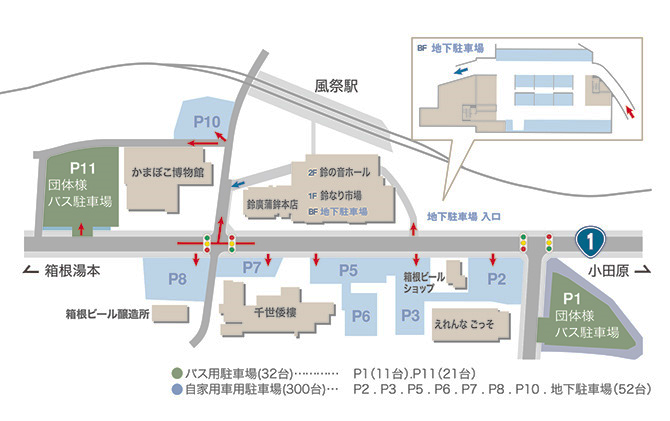 BF 地下駐車場
風祭駅
P10
P11
団体様
バス駐車場
かまぼこ博物館
2F 鈴の音ホール
1F 鈴なり市場
BF 地下駐車場
鈴廣蒲鉾本店
地下駐車場 入口
1
箱根湯本
小田原
P8
P7
P5
箱根ビール
ショップ
P2
P1
団体様
バス駐車場
箱根ビール醸造所
千世倭樓
P6
P3
えれんな ごっそ
バス用駐車場(32台)………… P1(11台).P11(21台)
自家用車用駐車場(300台)… P2 . P3 . P5 . P6 . P7 . P8 . P10 . 地下駐車場(52台)